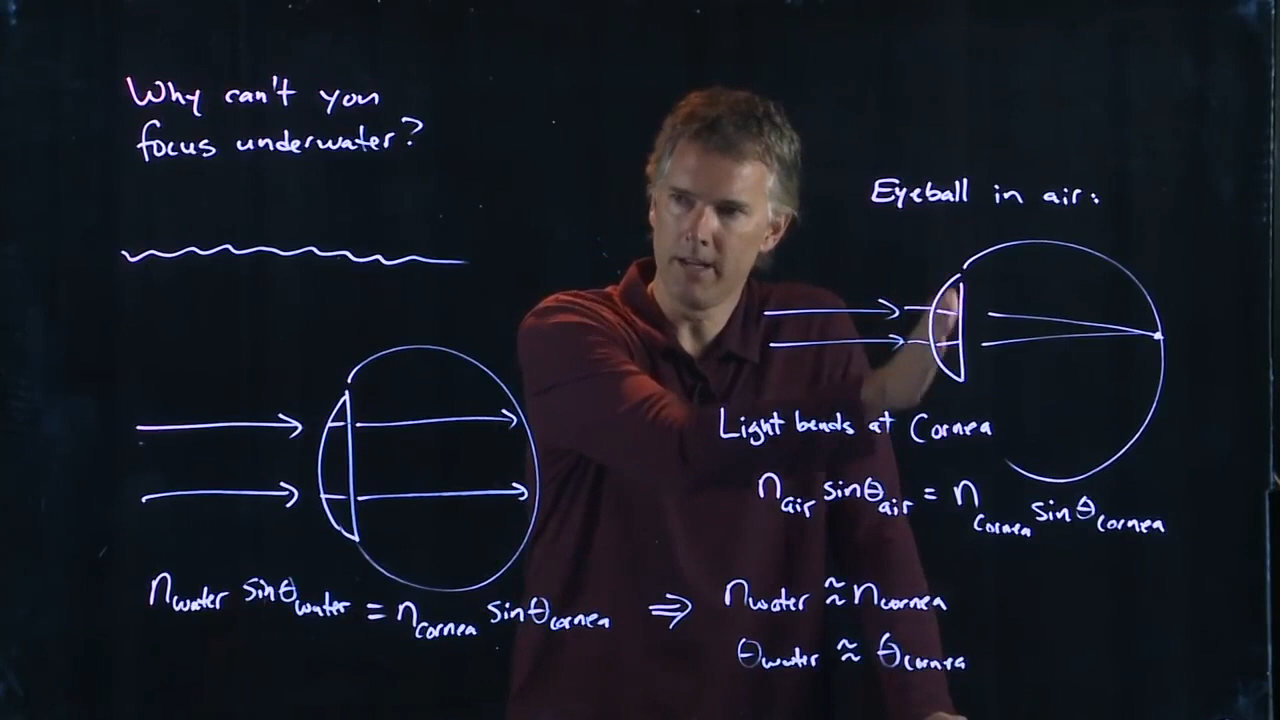 Why can't you
focus underwater?
Eyeball in air:
Light bends at Cornea
n_air sinθ_air = n_cornea sinθ_cornea
n_water sinθ_water = n_cornea sinθ_cornea ⇒ n_water ≈ n_cornea
θ_water ≈ θ_cornea